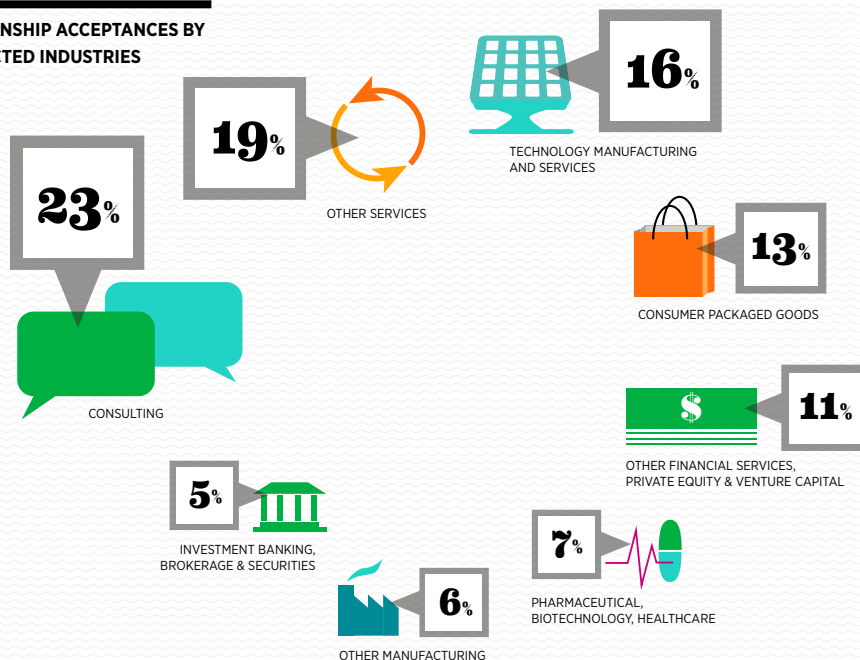 NSHIP ACCEPTANCES BY
CTED INDUSTRIES
16%
TECHNOLOGY MANUFACTURING
AND SERVICES
19%
OTHER SERVICES
23%
CONSULTING
13%
CONSUMER PACKAGED GOODS
$
11%
OTHER FINANCIAL SERVICES,
PRIVATE EQUITY & VENTURE CAPITAL
5%
INVESTMENT BANKING,
BROKERAGE & SECURITIES
7%
PHARMACEUTICAL,
BIOTECHNOLOGY, HEALTHCARE
6%
OTHER MANUFACTURING